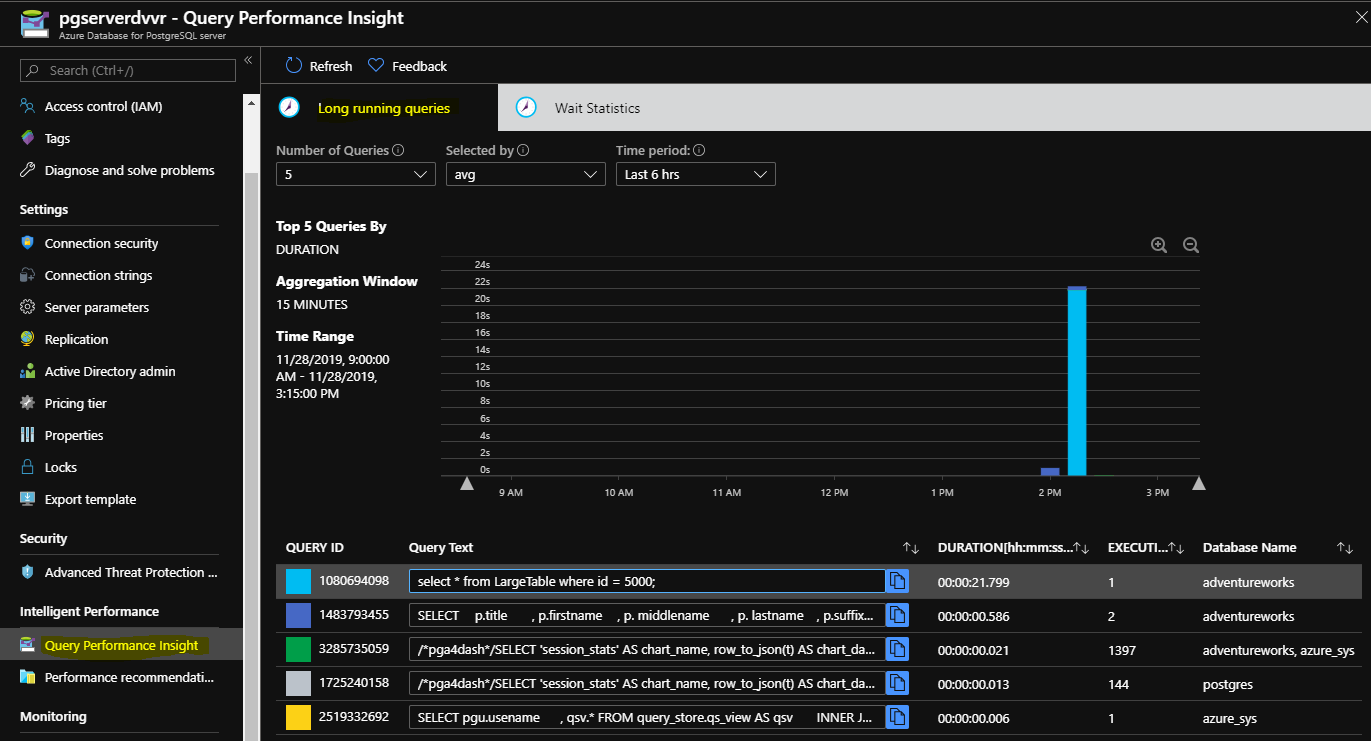 pgserverdvvr - Query Performance Insight
Azure Database for PostgreSQL server
Search (Ctrl+/)
Access control (IAM)
Tags
Diagnose and solve problems
Settings
Connection security
Connection strings
Server parameters
Replication
Active Directory admin
Pricing tier
Properties
Locks
Export template
Security
Advanced Threat Protection ...
Intelligent Performance
Query Performance Insight
Performance recommendati...
Monitoring
Refresh
Feedback
Long running queries
Wait Statistics
Number of Queries
Selected by
Time period:
5
avg
Last 6 hrs
Top 5 Queries By
DURATION
Aggregation Window
15 MINUTES
Time Range
11/28/2019, 9:00:00
AM - 11/28/2019,
3:15:00 PM
24s
22s
20s
18s
16s
14s
12s
10s
8s
6s
4s
2s
0s
9 AM 10 AM 11 AM 12 PM 1 PM 2 PM 3 PM
QUERY ID Query Text DURATION[hh:mm:ss... EXECUTI... Database Name
1080694098 select * from LargeTable where id = 5000; 00:00:21.799 1 adventureworks
1483793455 SELECT p.title , p.firstname , p. middlename , p. lastname , p.suffix... 00:00:00.586 2 adventureworks
3285735059 /*pga4dash*/SELECT 'session_stats' AS chart_name, row_to_json(t) AS chart_da... 00:00:00.021 1397 adventureworks, azure_sys
1725240158 /*pga4dash*/SELECT 'session_stats' AS chart_name, row_to_json(t) AS chart_da... 00:00:00.013 144 postgres
2519332692 SELECT pgu.usename , qsv.* FROM query_store.qs_view AS qsv INNER J... 00:00:00.006 1 azure_sys